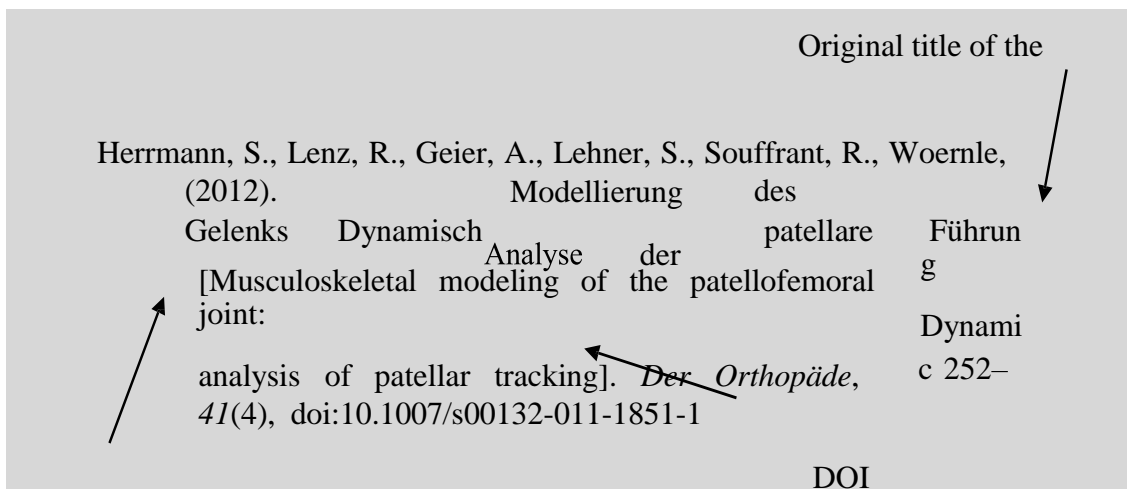 Original title of the
Herrmann, S., Lenz, R., Geier, A., Lehner, S., Souffrant, R., Woernle,
(2012). Modellierung des
Gelenks Dynamisch Analyse der patellare Führun
g
[Musculoskeletal modeling of the patellofemoral
joint:
Dynami
c 252–
analysis of patellar tracking]. Der Orthopäde,
41(4), doi:10.1007/s00132-011-1851-1
DOI